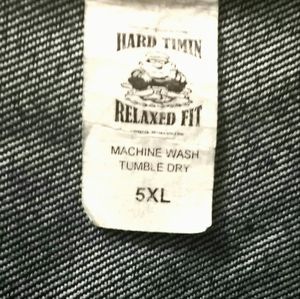 HARD TIMIN
RELAXED FIT
MACHINE WASH
TUMBLE DRY
5XL